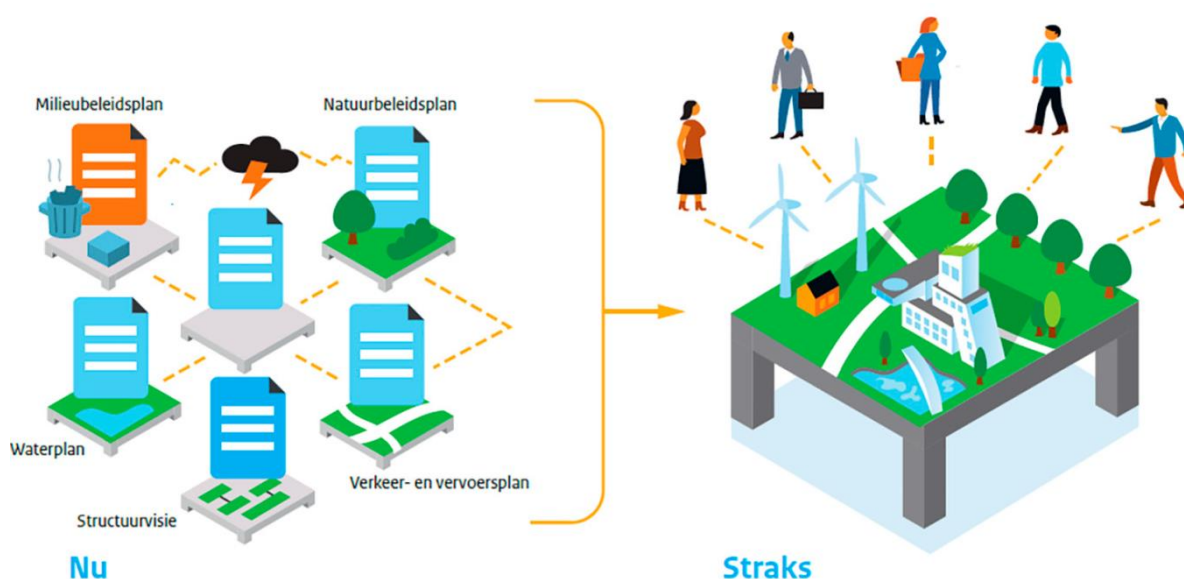 Milieubeleidsplan
Natuurbeleidsplan
Waterplan
Verkeer- en vervoersplan
Structuurvisie
Nu
Straks